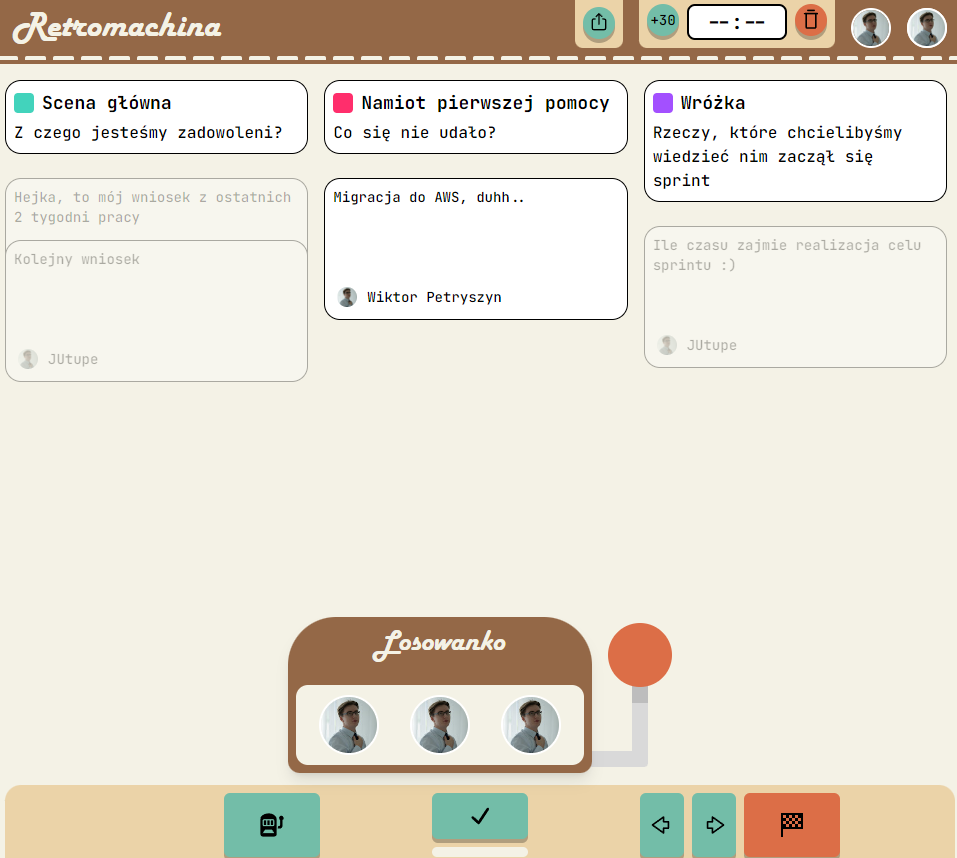 Retromachina
+30
--:--
Scena główna
Z czego jesteśmy zadowoleni?
Namiot pierwszej pomocy
Co się nie udało?
Wróżka
Rzeczy, które chcielibyśmy
wiedzieć nim zaczął się
sprint
Hejka, to mój wniosek z ostatnich
2 tygodni pracy
Kolejny wniosek
JUtupe
Migracja do AWS, duhh..
Wiktor Petryszyn
Ile czasu zajmie realizacja celu
sprintu :)
JUtupe
Losowanko